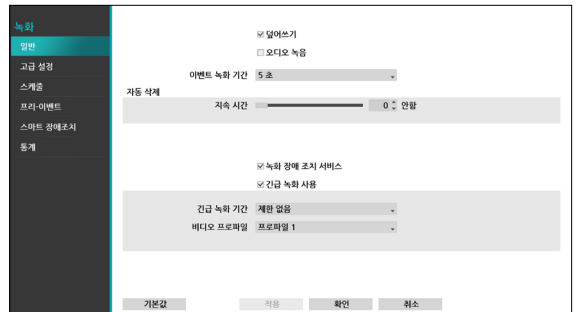 녹화
일반
고급 설정
스케줄
프리-이벤트
스마트 장애조치
통계
덮어쓰기
오디오 녹음
이벤트 녹화 기간 5 초
자동 삭제
지속 시간 0 안함
녹화 장애 조치 서비스
긴급 녹화 사용
긴급 녹화 기간 제한 없음
비디오 프로파일 프로파일 1
기본값 적용 확인 취소